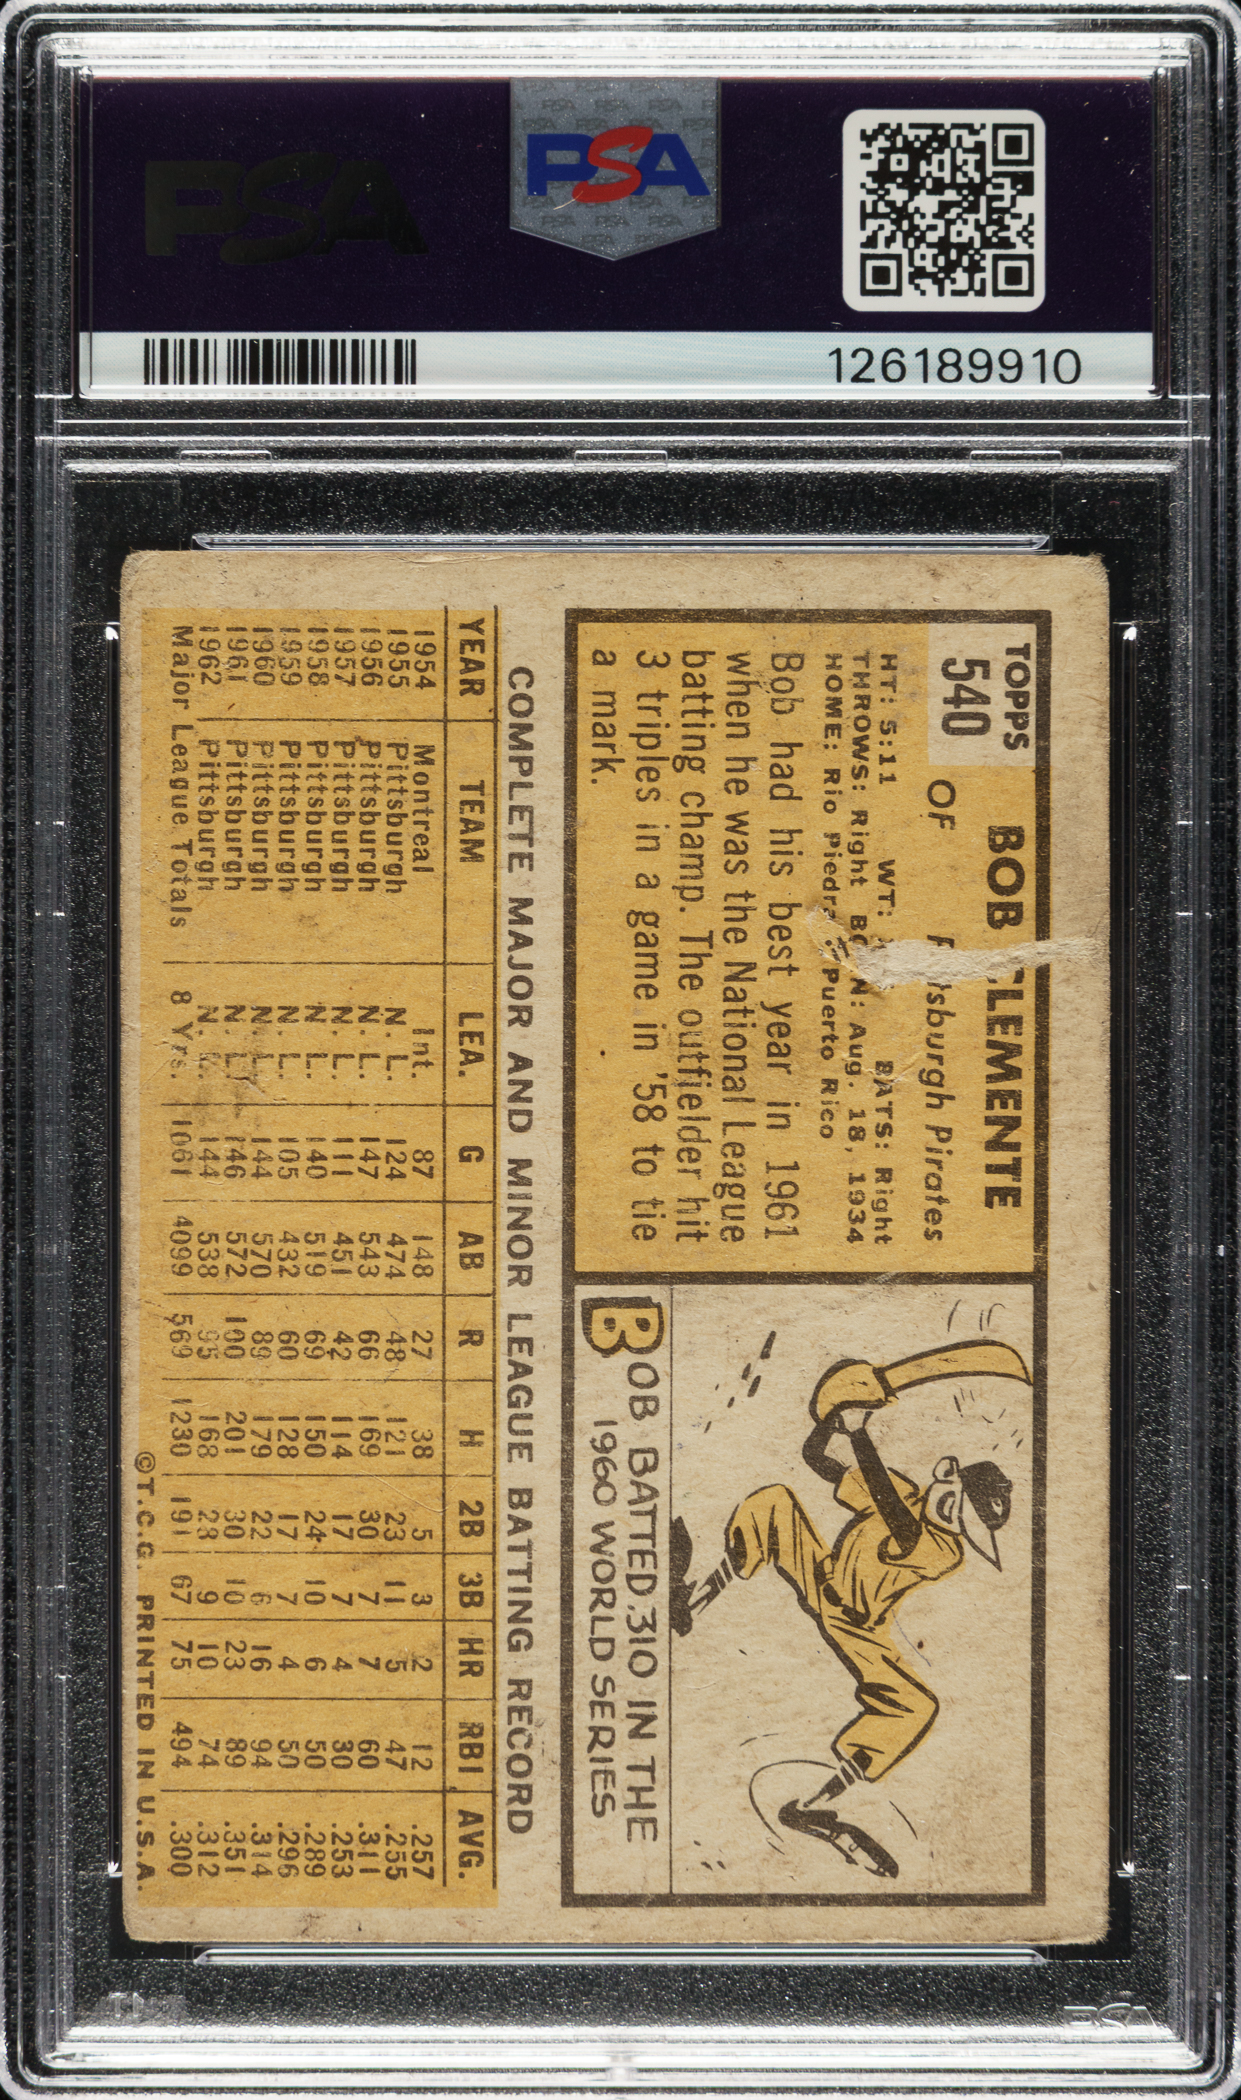 PSA
PSA
126189910
TOPPS
540
BOB CLEMENTE
OF Pittsburgh Pirates
HT: 5:11 WT: BATS: Right
THROWS: Right BORN: Aug. 18, 1934
HOME: Rio Piedras, Puerto Rico
Bob had his best year in 1961
when he was the National League
batting champ. The outfielder hit
3 triples in a game in '58 to tie
a mark.
BOB BATTED .310 IN THE
1960 WORLD SERIES
COMPLETE MAJOR AND MINOR LEAGUE BATTING RECORD
YEAR TEAM LEA. G AB R H 2B 3B HR RBI AVG.
1954 Montreal Int. 87 148 27 38 5 3 2 12 .257
1955 Pittsburgh N. L. 124 474 48 121 23 11 5 47 .255
1956 Pittsburgh N. L. 147 543 66 169 30 7 7 60 .311
1957 Pittsburgh N. L. 111 451 42 114 17 7 4 30 .253
1958 Pittsburgh N. L. 140 519 69 150 24 10 6 50 .289
1959 Pittsburgh N. L. 105 432 60 128 17 7 4 50 .296
1960 Pittsburgh N. L. 144 570 89 179 22 6 16 94 .314
1961 Pittsburgh N. L. 146 572 100 201 30 10 23 89 .351
1962 Pittsburgh N. L. 144 538 95 168 28 9 10 74 .312
Major League Totals 8 Yrs. 1061 4099 569 1230 191 67 75 494 .300
©T.C.G. PRINTED IN U.S.A.
PSA